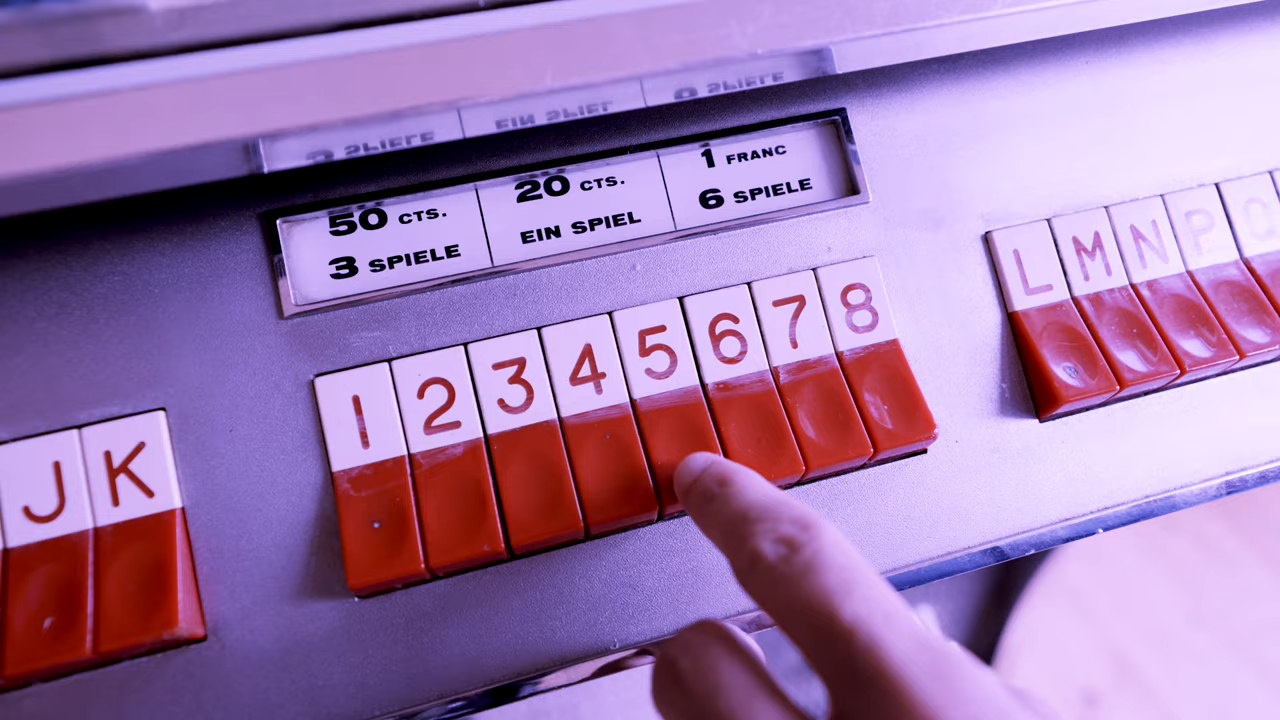 50 CTS.
3 SPIELE
20 CTS.
EIN SPIEL
1 FRANC
6 SPIELE
J K
1 2 3 4 5 6 7 8
L M N P Q